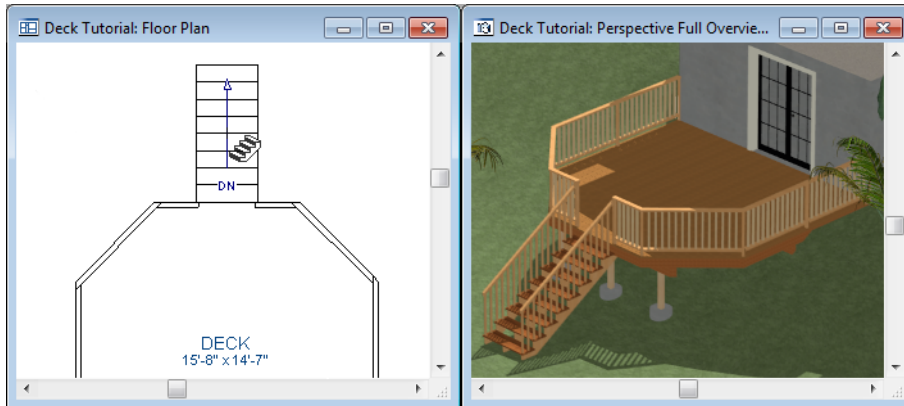 Deck Tutorial: Floor Plan
DN
DECK
15'-8" x 14'-7"
Deck Tutorial: Perspective Full Overvie...